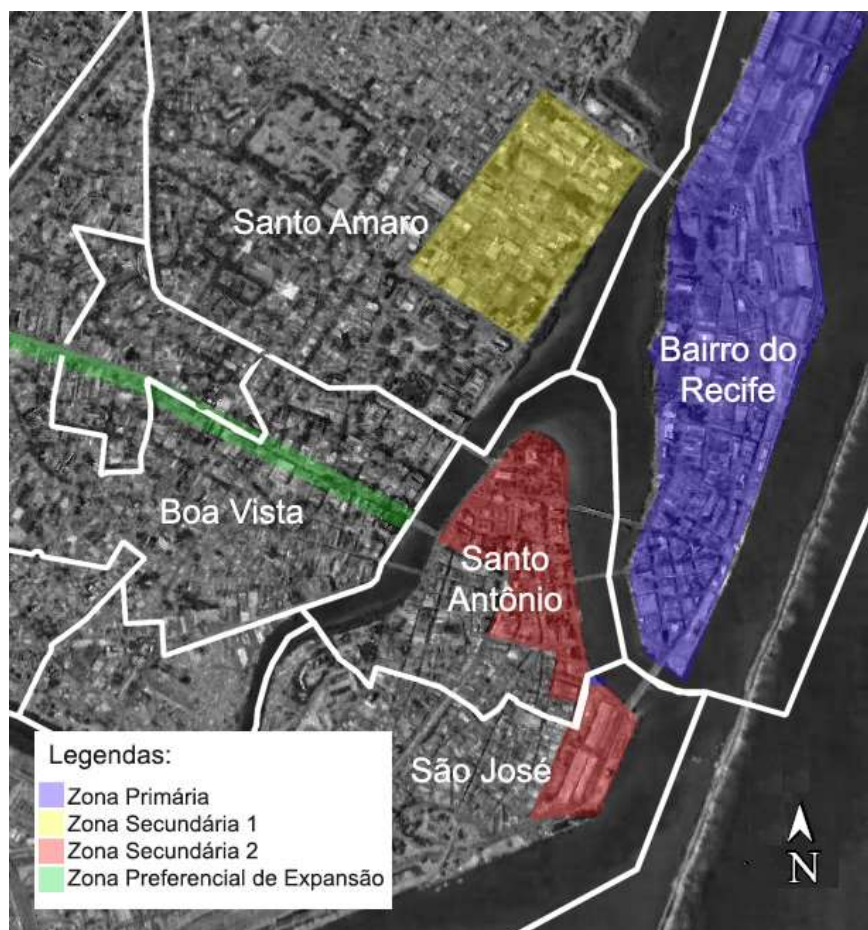 Santo Amaro
Bairro do
Recife
Boa Vista
Santo
Antônio
São José
Legendas:
Zona Primária
Zona Secundária 1
Zona Secundária 2
Zona Preferencial de Expansão
N